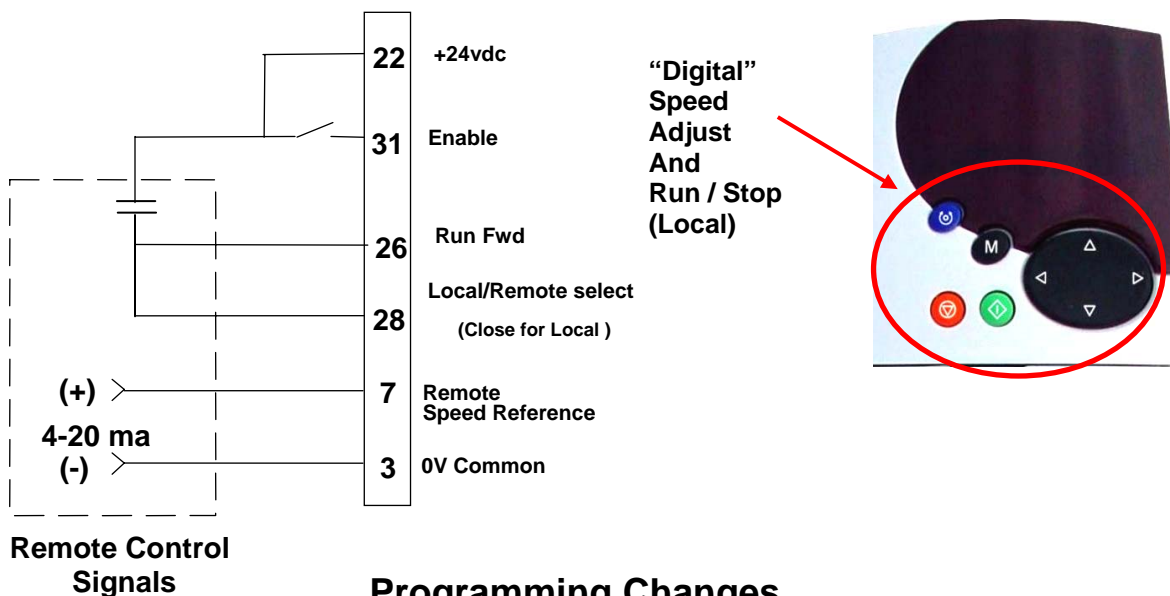 22 +24vdc
31 Enable
26 Run Fwd
Local/Remote select
28
(Close for Local )
7 Remote
Speed Reference
3 0V Common
(+)
4-20 ma
(-)
Remote Control
Signals
“Digital”
Speed
Adjust
And
Run / Stop
(Local)
M
Programming Changes